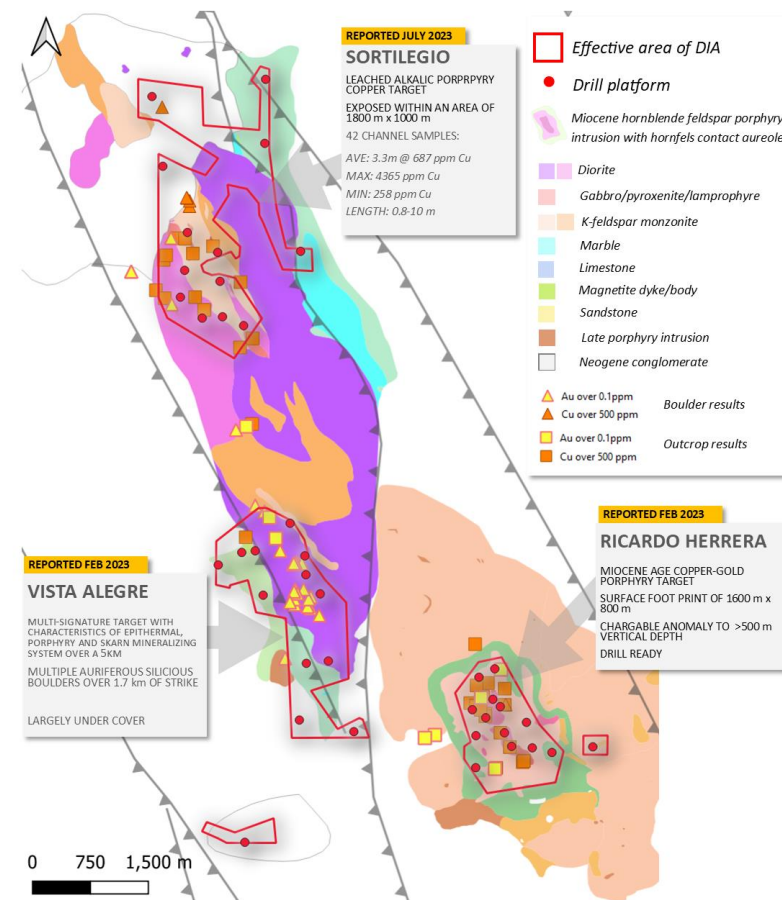 REPORTED JULY 2023
SORTILEGIO
LEACHED ALKALIC PORPRPYRY
COPPER TARGET
EXPOSED WITHIN AN AREA OF
1800 m x 1000 m
42 CHANNEL SAMPLES:
AVE: 3.3m @ 687 ppm Cu
MAX: 4365 ppm Cu
MIN: 258 ppm Cu
LENGTH: 0.8-10 m
Effective area of DIA
Drill platform
Miocene hornblende feldspar porphyry
intrusion with hornfels contact aureole
Diorite
Gabbro/pyroxenite/lamprophyre
K-feldspar monzonite
Marble
Limestone
Magnetite dyke/body
Sandstone
Late porphyry intrusion
Neogene conglomerate
Au over 0.1ppm
Cu over 500 ppm
Boulder results
Au over 0.1ppm
Cu over 500 ppm
Outcrop results
REPORTED FEB 2023
RICARDO HERRERA
MIOCENE AGE COPPER-GOLD
PORPHYRY TARGET
SURFACE FOOT PRINT OF 1600 m x
800 m
CHARGABLE ANOMALY TO >500 m
VERTICAL DEPTH
DRILL READY
REPORTED FEB 2023
VISTA ALEGRE
MULTI-SIGNATURE TARGET WITH
CHARACTERISTICS OF EPITHERMAL,
PORPHYRY AND SKARN MINERALIZING
SYSTEM OVER A 5KM
MULTIPLE AURIFEROUS SILICIOUS
BOULDERS OVER 1.7 km OF STRIKE
LARGELY UNDER COVER
0 750 1,500 m